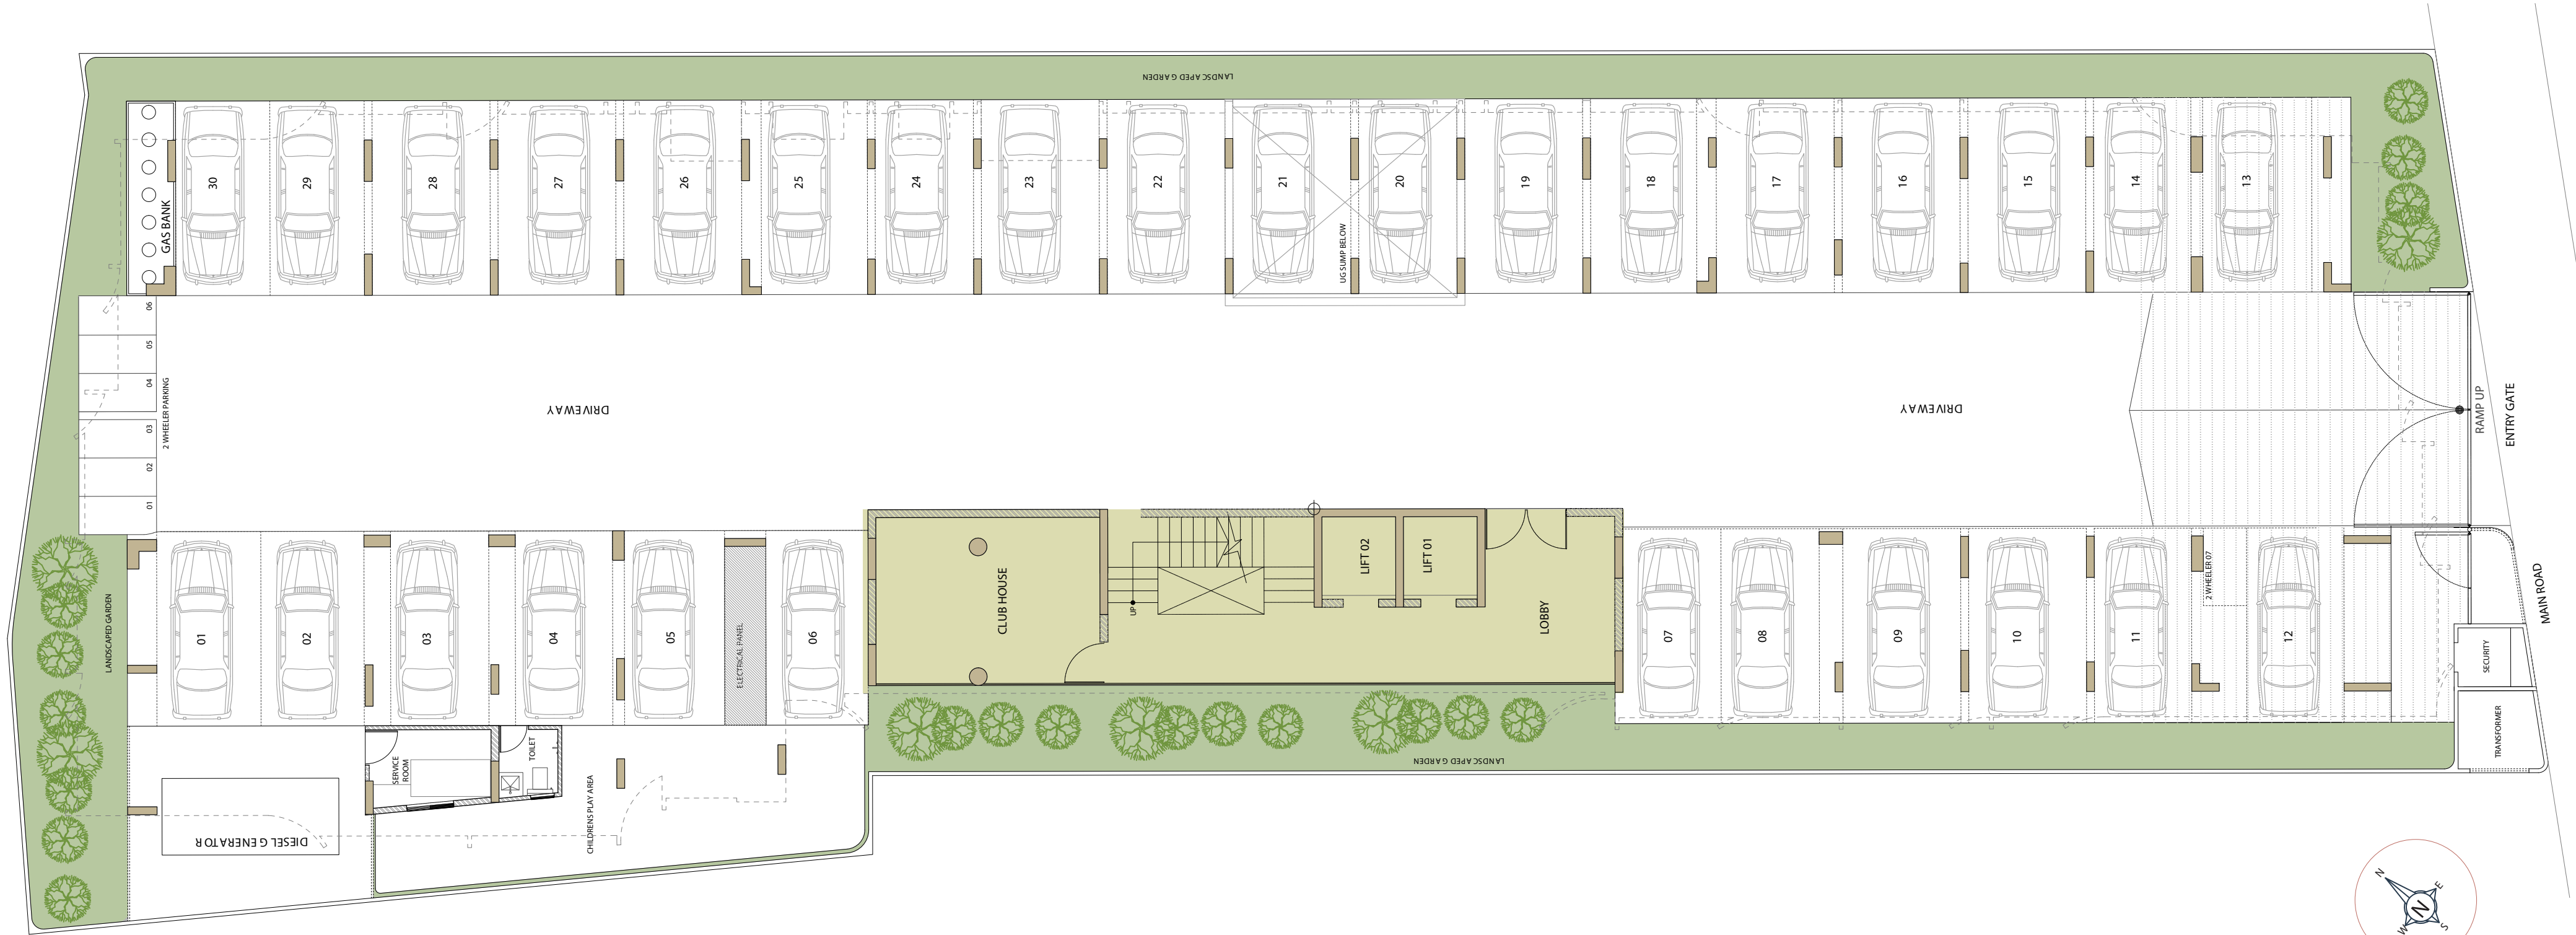 LANDSCAPED GARDEN
GAS BANK
30
29
28
27
26
25
24
23
22
21
20
19
18
17
16
15
14
13
UG SUMP BELOW
06
05
04
03
02
01
2 WHEELER PARKING
DRIVEWAY
DRIVEWAY
RAMP UP
ENTRY GATE
MAIN ROAD
LANDSCAPED GARDEN
01
02
03
04
05
ELECTRICAL PANEL
06
CLUB HOUSE
UP
LIFT 02
LIFT 01
LOBBY
07
08
09
10
11
2 WHEELER 07
12
SECURITY
TRANSFORMER
SERVICE
ROOM
TOILET
DIESEL GENERATOR
CHILDRENS PLAY AREA
LANDSCAPED GARDEN
N
E
N
W
S